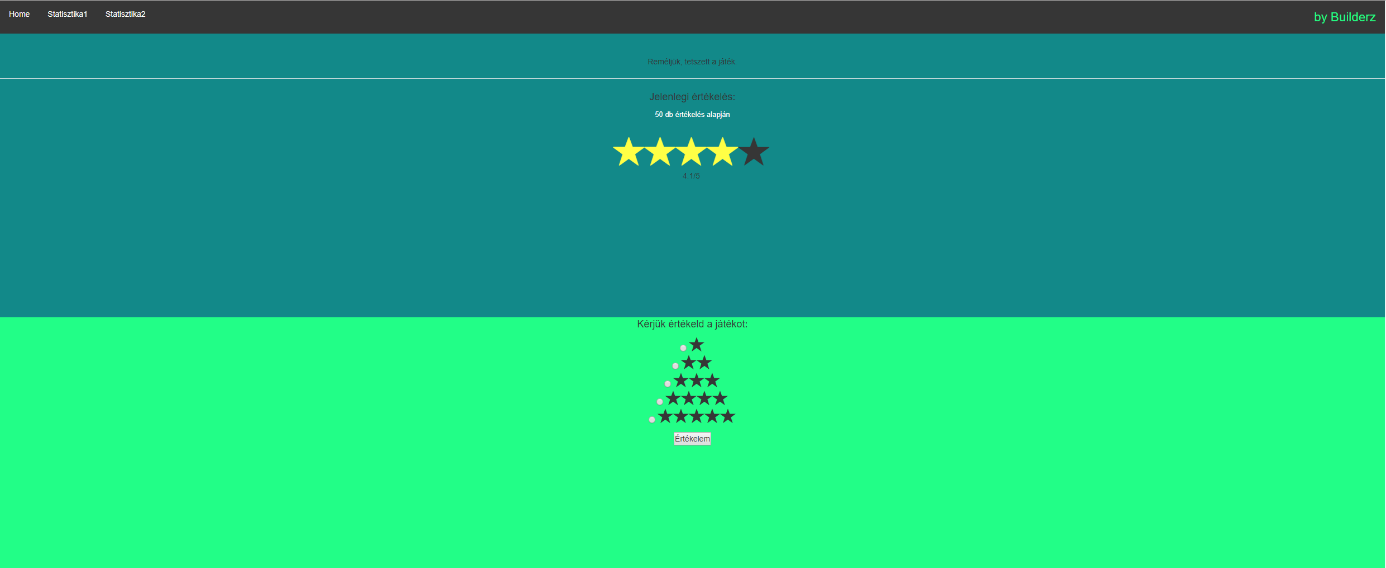 Home Statisztika1 Statisztika2 by Builderz
Reméljük, tetszett a játék.
Jelenlegi értékelés:
50 db értékelés alapján
4.1/5
Kérjük értékeld a játékot:
Értékelem